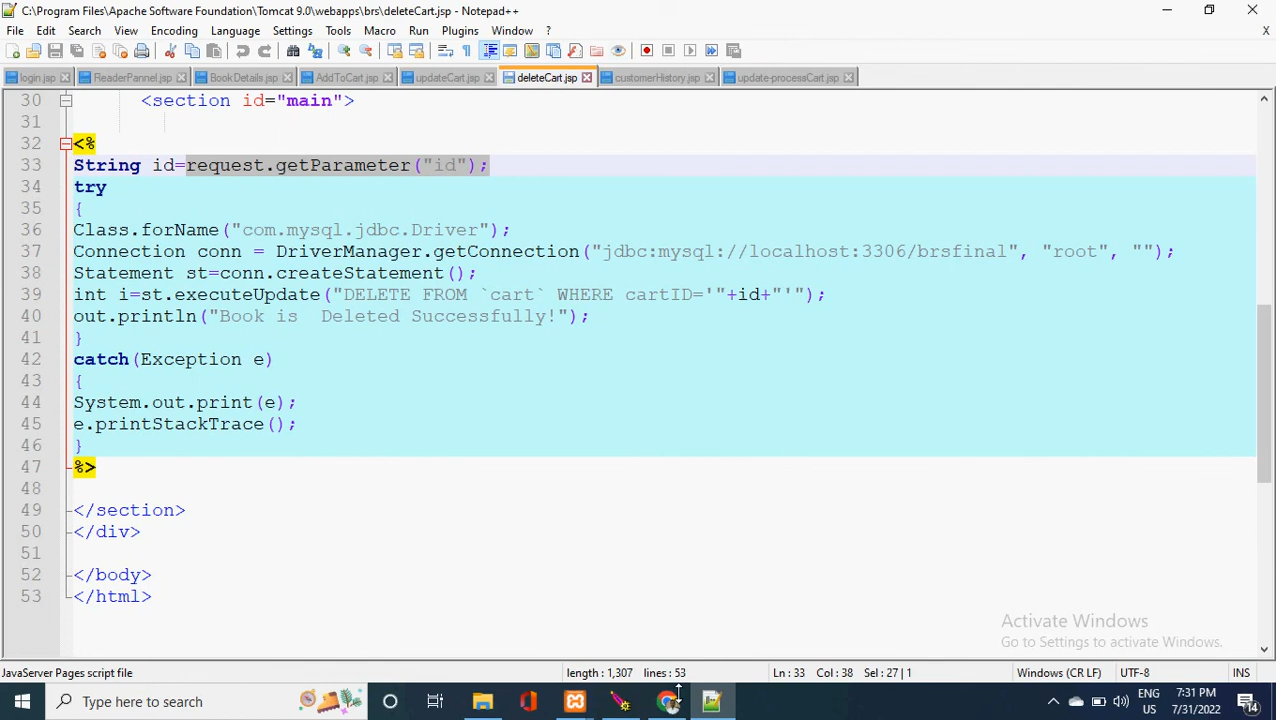 C:\Program Files\Apache Software Foundation\Tomcat 9.0\webapps\brs\deleteCart.jsp - Notepad++
File Edit Search View Encoding Language Settings Tools Macro Run Plugins Window ? X
login.jsp ReaderPannel.jsp BookDetails.jsp AddToCart.jsp updateCart.jsp deleteCart.jsp customerHistory.jsp update-processCart.jsp
30 <section id="main">
31
32 <%
33 String id=request.getParameter("id");
34 try
35 {
36 Class.forName("com.mysql.jdbc.Driver");
37 Connection conn = DriverManager.getConnection("jdbc:mysql://localhost:3306/brsfinal", "root", "");
38 Statement st=conn.createStatement();
39 int i=st.executeUpdate("DELETE FROM `cart` WHERE cartID='"+id+"'");
40 out.println("Book is  Deleted Successfully!");
41 }
42 catch(Exception e)
43 {
44 System.out.print(e);
45 e.printStackTrace();
46 }
47 %>
48
49 </section>
50 </div>
51
52 </body>
53 </html>
Activate Windows
Go to Settings to activate Windows.
JavaServer Pages script file length : 1,307 lines : 53 Ln : 33 Col : 38 Sel : 27 | 1 Windows (CR LF) UTF-8 INS
Type here to search
ENG 7:31 PM
US 7/31/2022 14